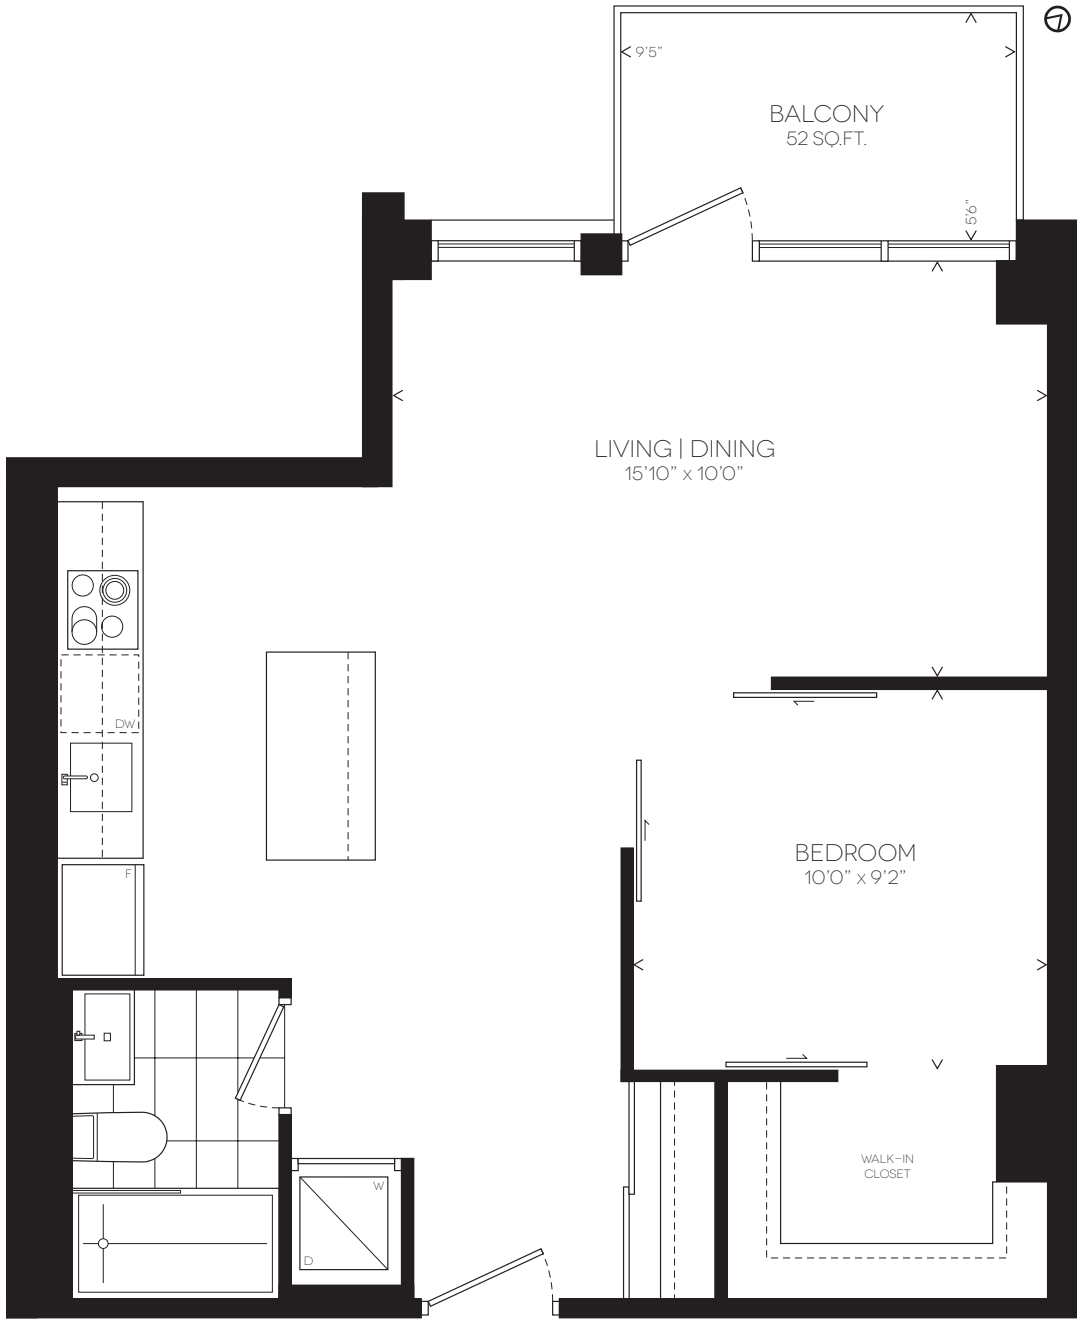 9'5"
BALCONY
52 SQ.FT.
5'6"
LIVING | DINING
15'10" x 10'0"
DW
BEDROOM
10'0" x 9'2"
F
WALK-IN
CLOSET
W
D